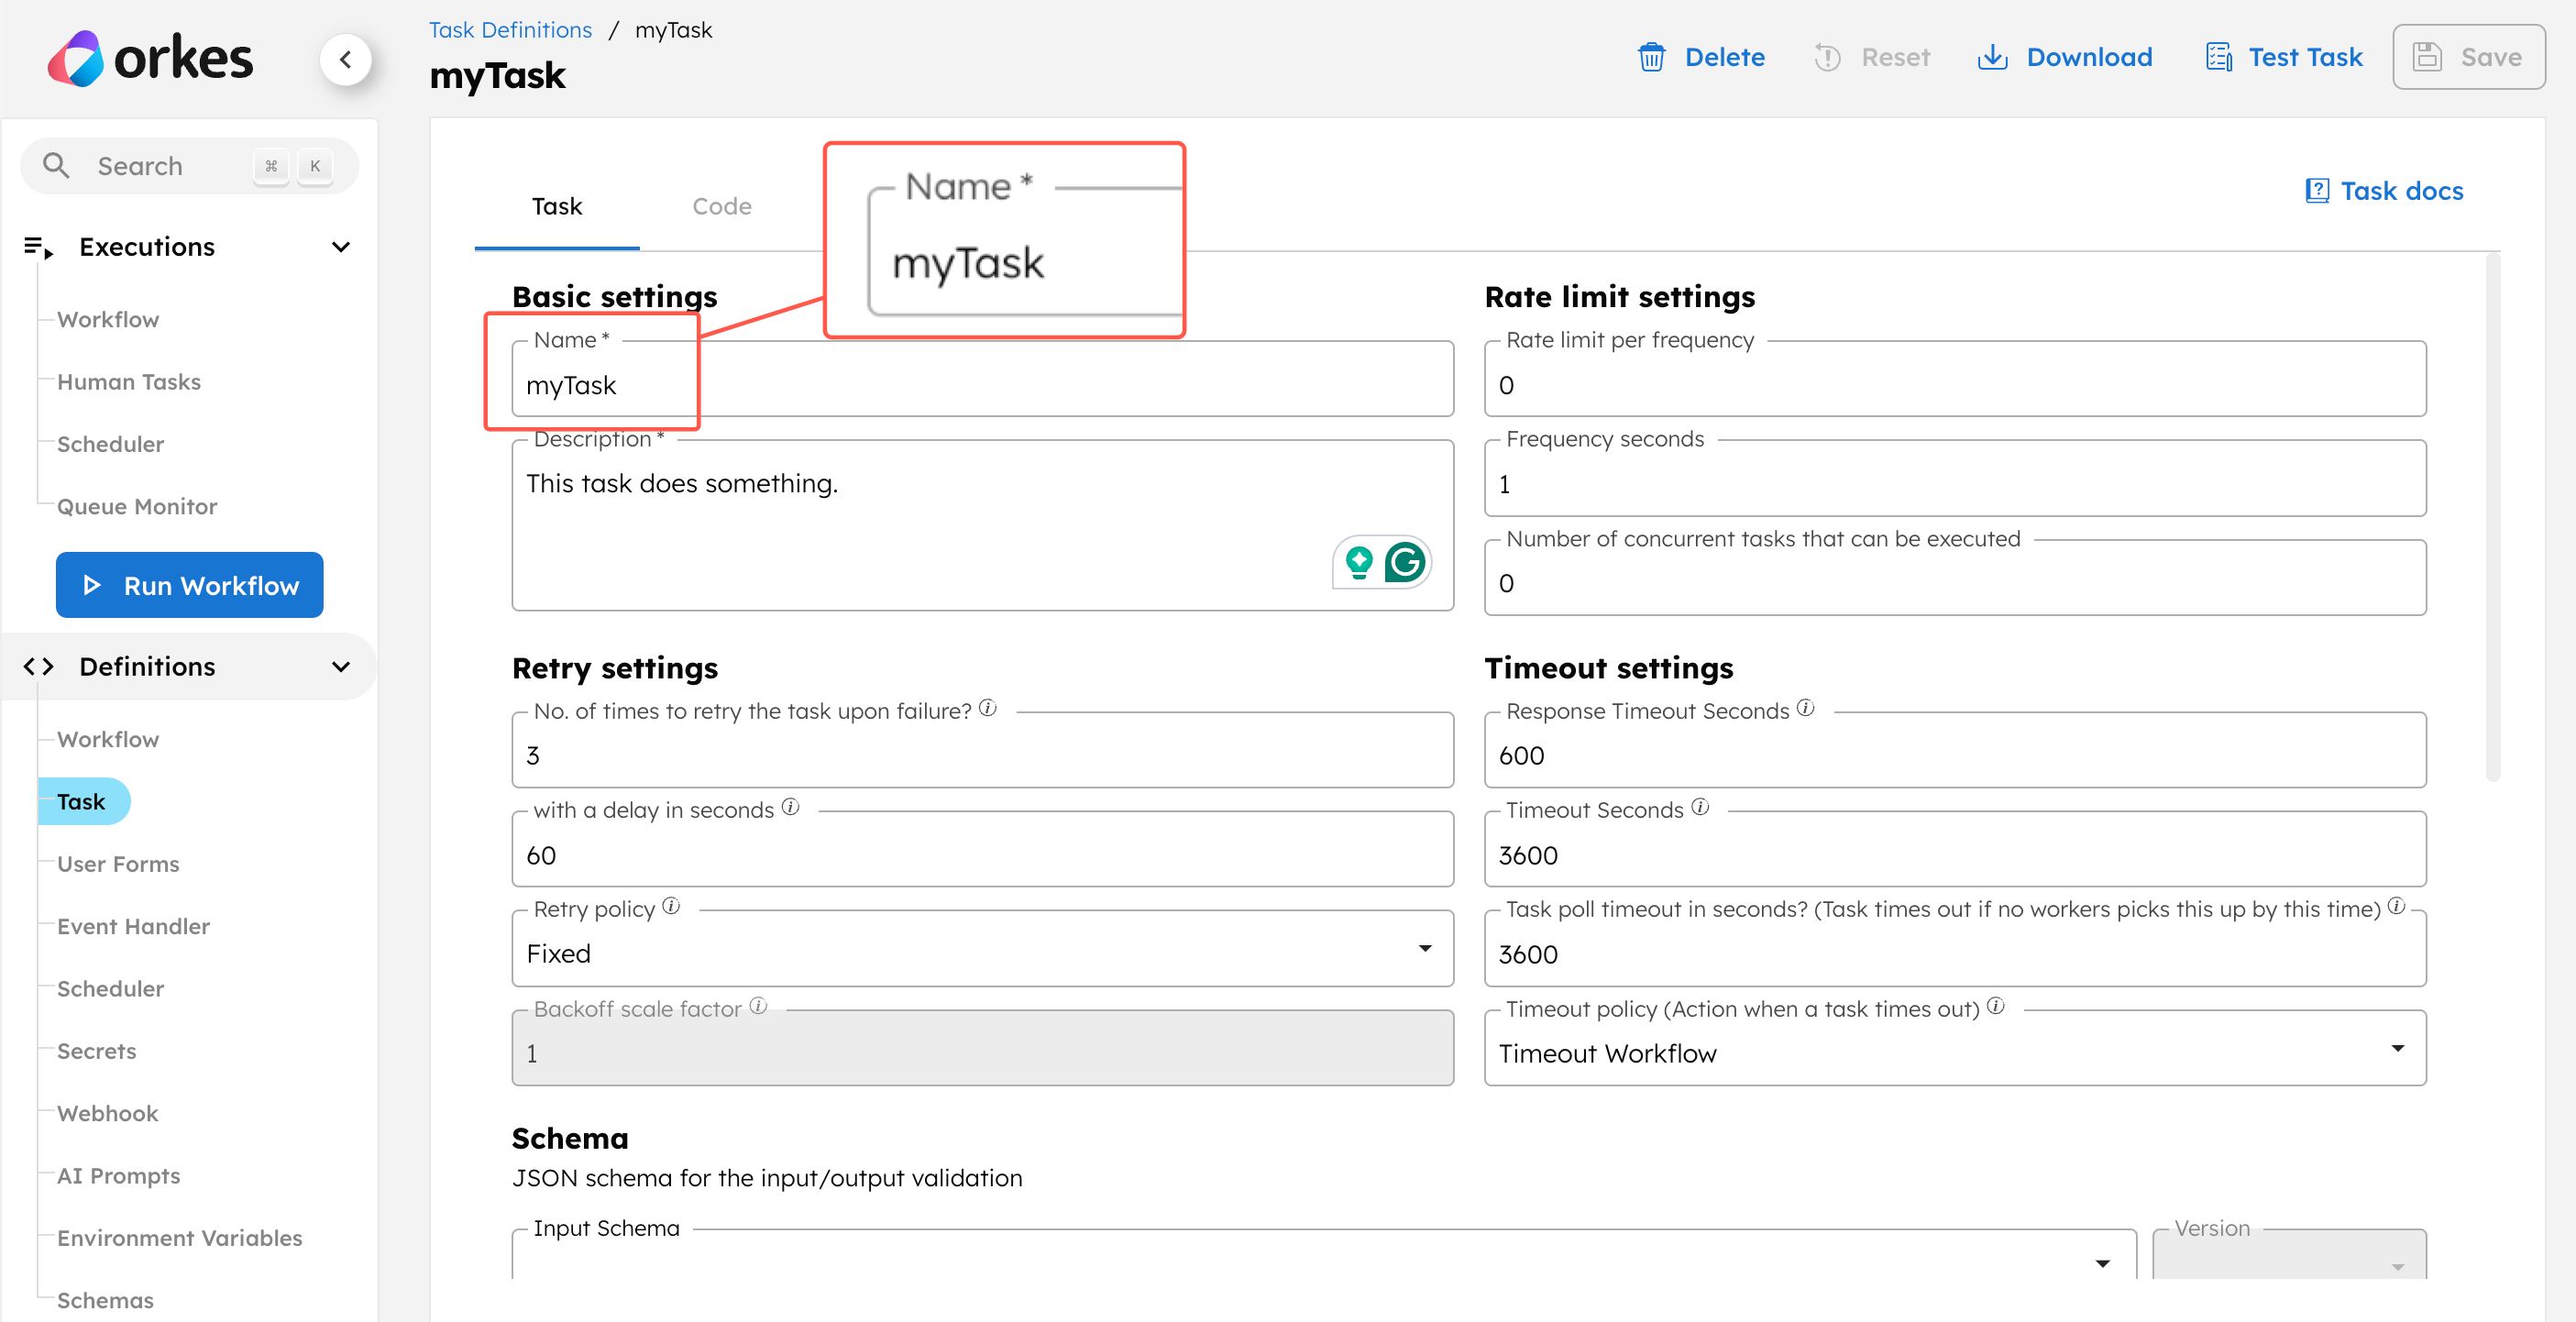 orkes
Task Definitions / myTask
myTask
Delete
Reset
Download
Test Task
Save
Search ⌘ K
Executions
Workflow
Human Tasks
Scheduler
Queue Monitor
Run Workflow
Definitions
Workflow
Task
User Forms
Event Handler
Scheduler
Secrets
Webhook
AI Prompts
Environment Variables
Schemas
Task
Code
Name *
myTask
Task docs
Basic settings
Name *
myTask
Description *
This task does something.
Rate limit settings
Rate limit per frequency
0
Frequency seconds
1
Number of concurrent tasks that can be executed
0
Retry settings
No. of times to retry the task upon failure?
3
with a delay in seconds
60
Retry policy
Fixed
Backoff scale factor
1
Timeout settings
Response Timeout Seconds
600
Timeout Seconds
3600
Task poll timeout in seconds? (Task times out if no workers picks this up by this time)
3600
Timeout policy (Action when a task times out)
Timeout Workflow
Schema
JSON schema for the input/output validation
Input Schema
Version